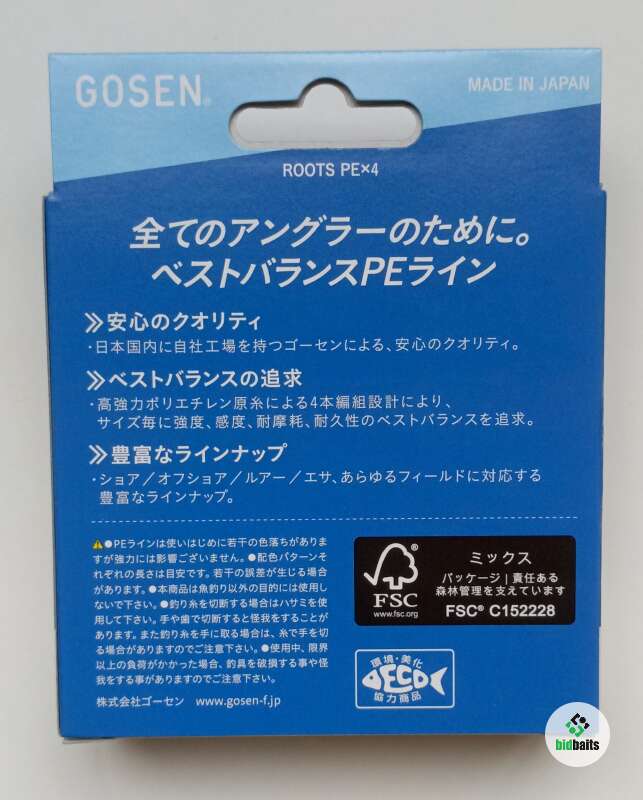 GOSEN®
MADE IN JAPAN
ROOTS PE×4
全てのアングラーのために。
ベストバランスPEライン
安心のクオリティ
・日本国内に自社工場を持つゴーセンによる、安心のクオリティ。
ベストバランスの追求
・高強力ポリエチレン原糸による4本編組設計により、
サイズ毎に強度、感度、耐摩耗、耐久性のベストバランスを追求。
豊富なラインナップ
・ショア／オフショア／ルアー／エサ、あらゆるフィールドに対応する
豊富なラインナップ。
⚠●PEラインは使いはじめに若干の色落ちがありま
すが強力には影響ございません。●配色パターンそ
れぞれの長さは目安です。若干の誤差が生じる場合
があります。●本商品は魚釣り以外の目的には使用し
ないで下さい。●釣り糸を切断する場合はハサミを使
用して下さい。手や歯で切断すると怪我をすることが
あります。また釣り糸を手に取る場合は、糸で手を切
る場合がありますのでご注意下さい。●使用中、限界
以上の負荷がかかった場合、釣具を破損する事や怪
我をする事がありますのでご注意下さい。
株式会社ゴーセン www.gosen-f.jp
FSC
www.fsc.org
ミックス
パッケージ｜責任ある
森林管理を支えています
FSC® C152228
環境・美化
ECO
協力商品
bidbaits